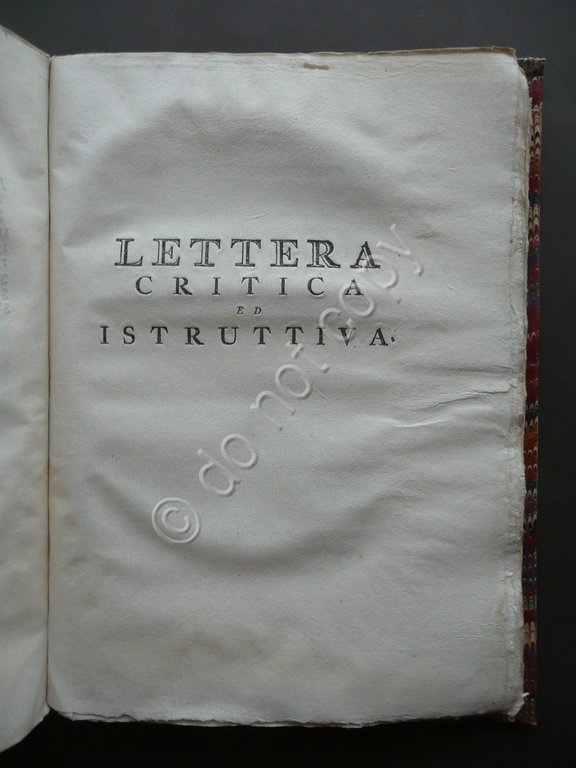 LETTERA
CRITICA
ED
ISTRUTTIVA.
© do not copy